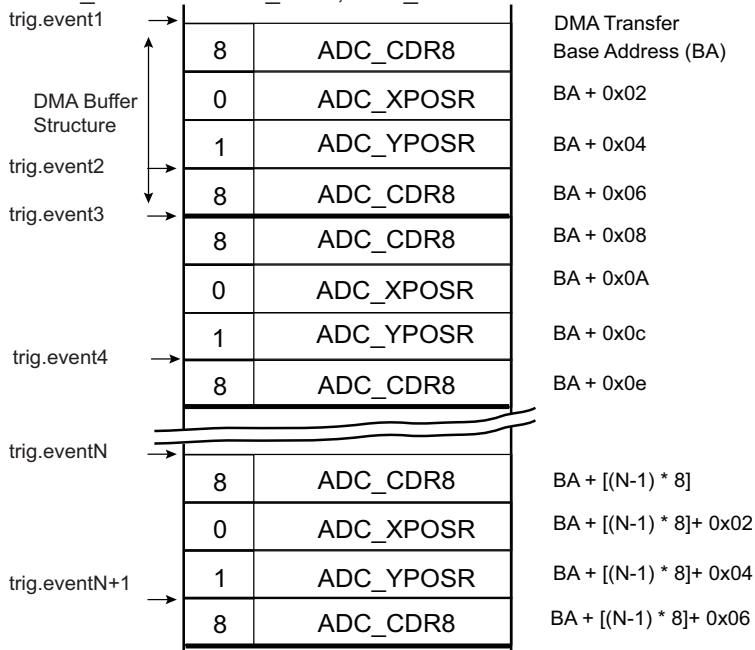 trig.event1
DMA Transfer
8 ADC_CDR8 Base Address (BA)
DMA Buffer
Structure
0 ADC_XPOSR BA + 0x02
1 ADC_YPOSR BA + 0x04
trig.event2
8 ADC_CDR8 BA + 0x06
trig.event3
8 ADC_CDR8 BA + 0x08
0 ADC_XPOSR BA + 0x0A
1 ADC_YPOSR BA + 0x0c
trig.event4
8 ADC_CDR8 BA + 0x0e
trig.eventN
8 ADC_CDR8 BA + [(N-1) * 8]
0 ADC_XPOSR BA + [(N-1) * 8]+ 0x02
1 ADC_YPOSR BA + [(N-1) * 8]+ 0x04
trig.eventN+1
8 ADC_CDR8 BA + [(N-1) * 8]+ 0x06